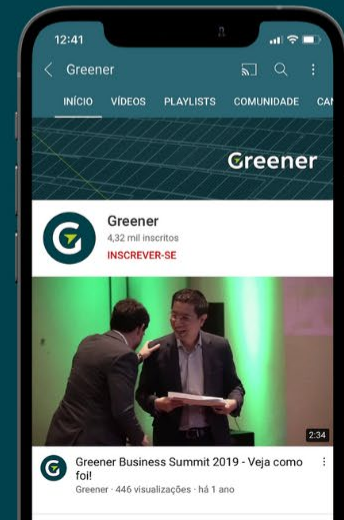 12:41
Greener
INÍCIO VÍDEOS PLAYLISTS COMUNIDADE CAN
Greener
Greener
4,32 mil inscritos
INSCREVER-SE
2:34
Greener Business Summit 2019 - Veja como
foi!
Greener · 446 visualizações · há 1 ano